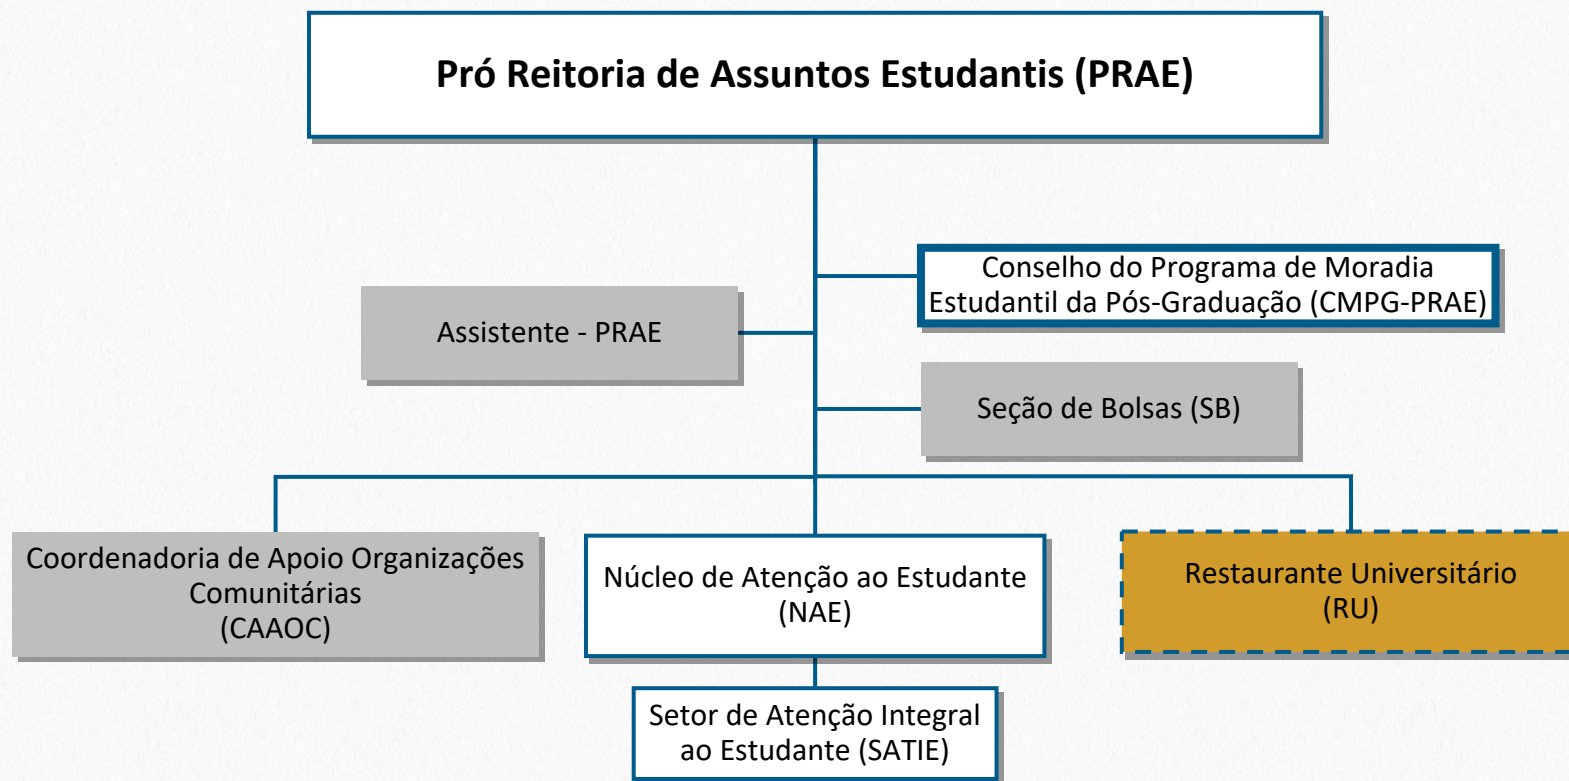 Pró Reitoria de Assuntos Estudantis (PRAE)
Conselho do Programa de Moradia
Estudantil da Pós-Graduação (CMPG-PRAE)
Assistente - PRAE
Seção de Bolsas (SB)
Coordenadoria de Apoio Organizações
Comunitárias
(CAAOC)
Núcleo de Atenção ao Estudante
(NAE)
Restaurante Universitário
(RU)
Setor de Atenção Integral
ao Estudante (SATIE)